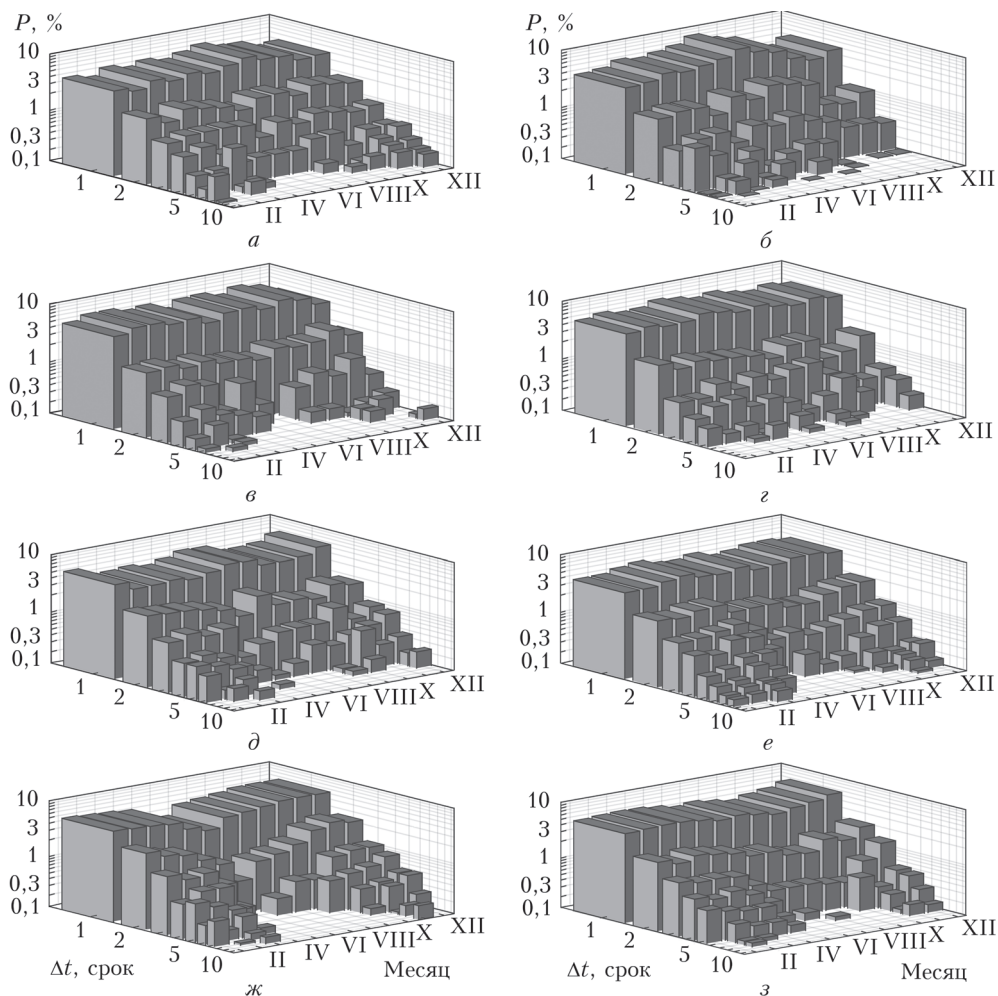 P, %
10
3
1
0,3
0,1
1
2
5
10
II
IV
VI
VIII
X
XII
а
P, %
10
3
1
0,3
0,1
1
2
5
10
II
IV
VI
VIII
X
XII
б
10
3
1
0,3
0,1
1
2
5
10
II
IV
VI
VIII
X
XII
в
10
3
1
0,3
0,1
1
2
5
10
II
IV
VI
VIII
X
XII
г
10
3
1
0,3
0,1
1
2
5
10
II
IV
VI
VIII
X
XII
д
10
3
1
0,3
0,1
1
2
5
10
II
IV
VI
VIII
X
XII
е
10
3
1
0,3
0,1
1
2
5
10
II
IV
VI
VIII
X
XII
Δt, срок
Месяц
ж
10
3
1
0,3
0,1
1
2
5
10
II
IV
VI
VIII
X
XII
Δt, срок
Месяц
з